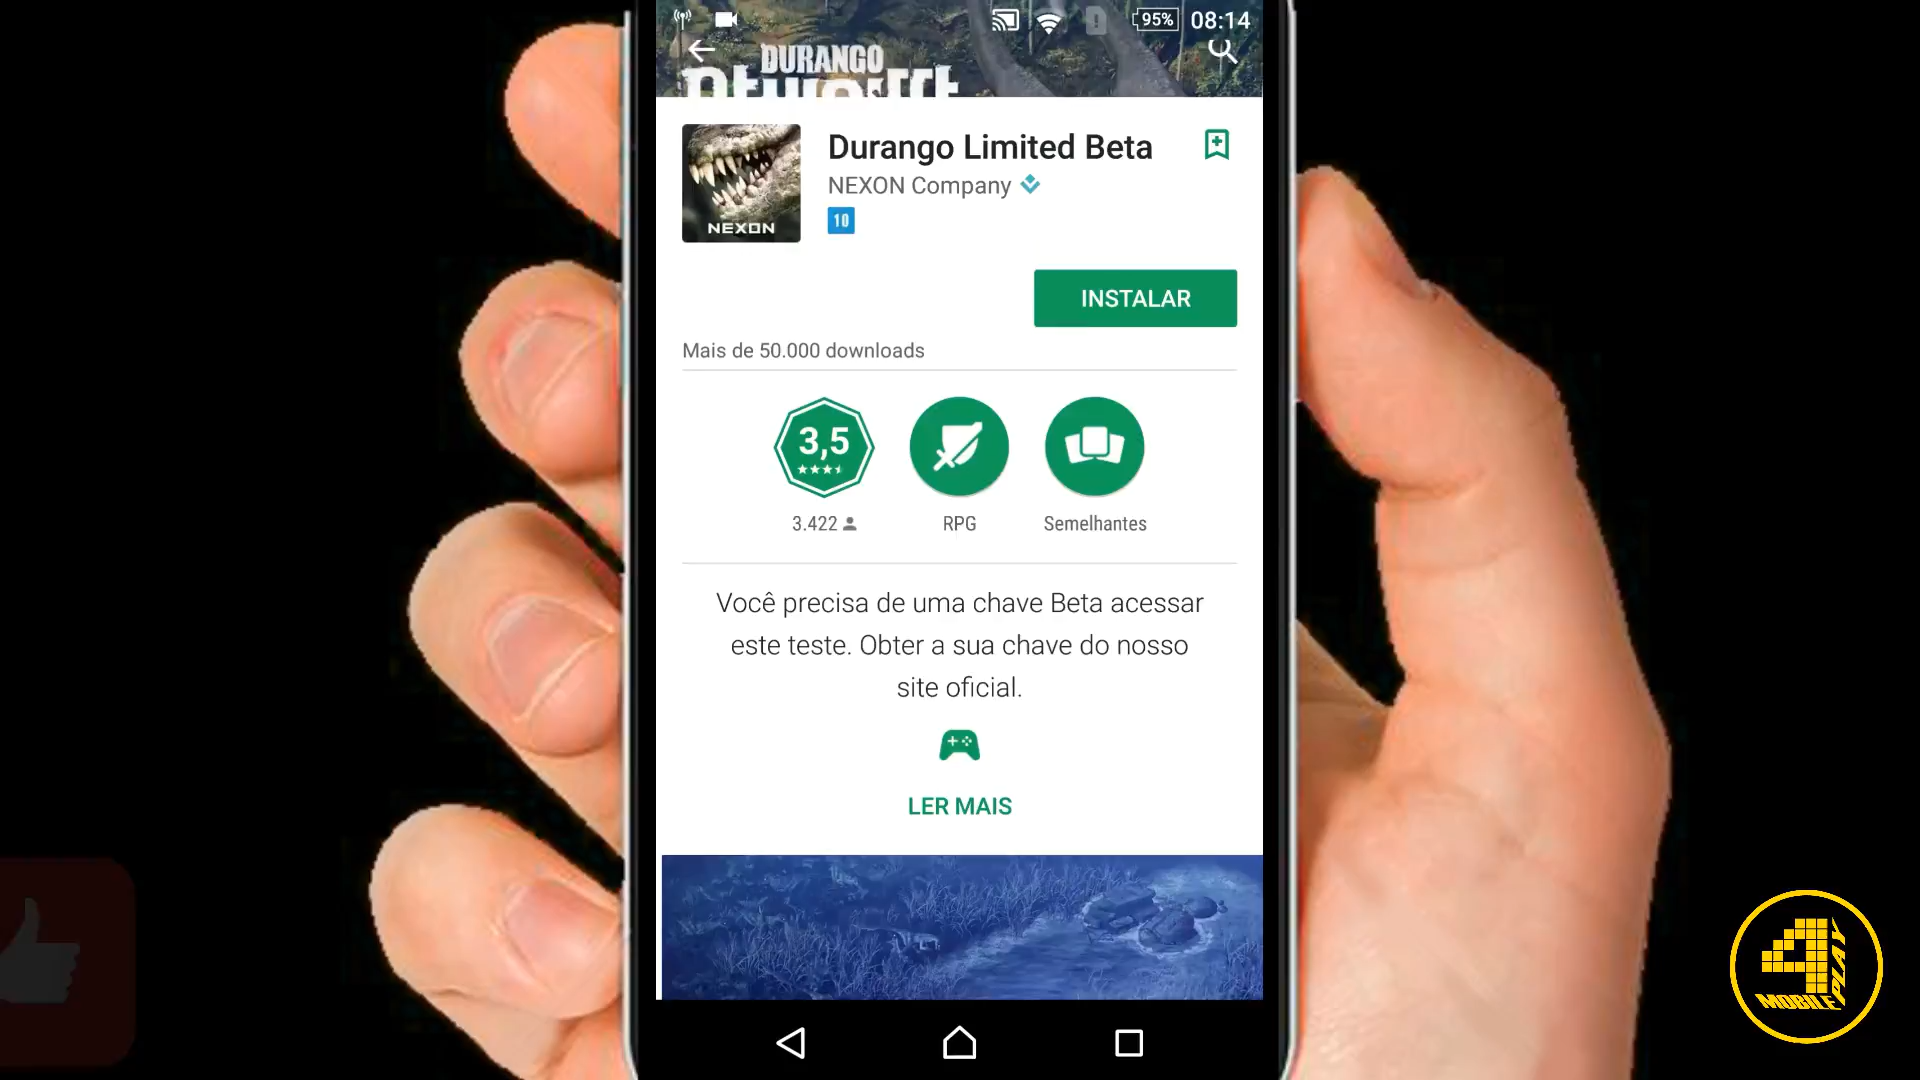 95% 08:14
DURANGO
NEXON
Durango Limited Beta
NEXON Company
10
INSTALAR
Mais de 50.000 downloads
3,5
3.422
RPG
Semelhantes
Você precisa de uma chave Beta acessar
este teste. Obter a sua chave do nosso
site oficial.
LER MAIS
4
MOBILE
PLAY